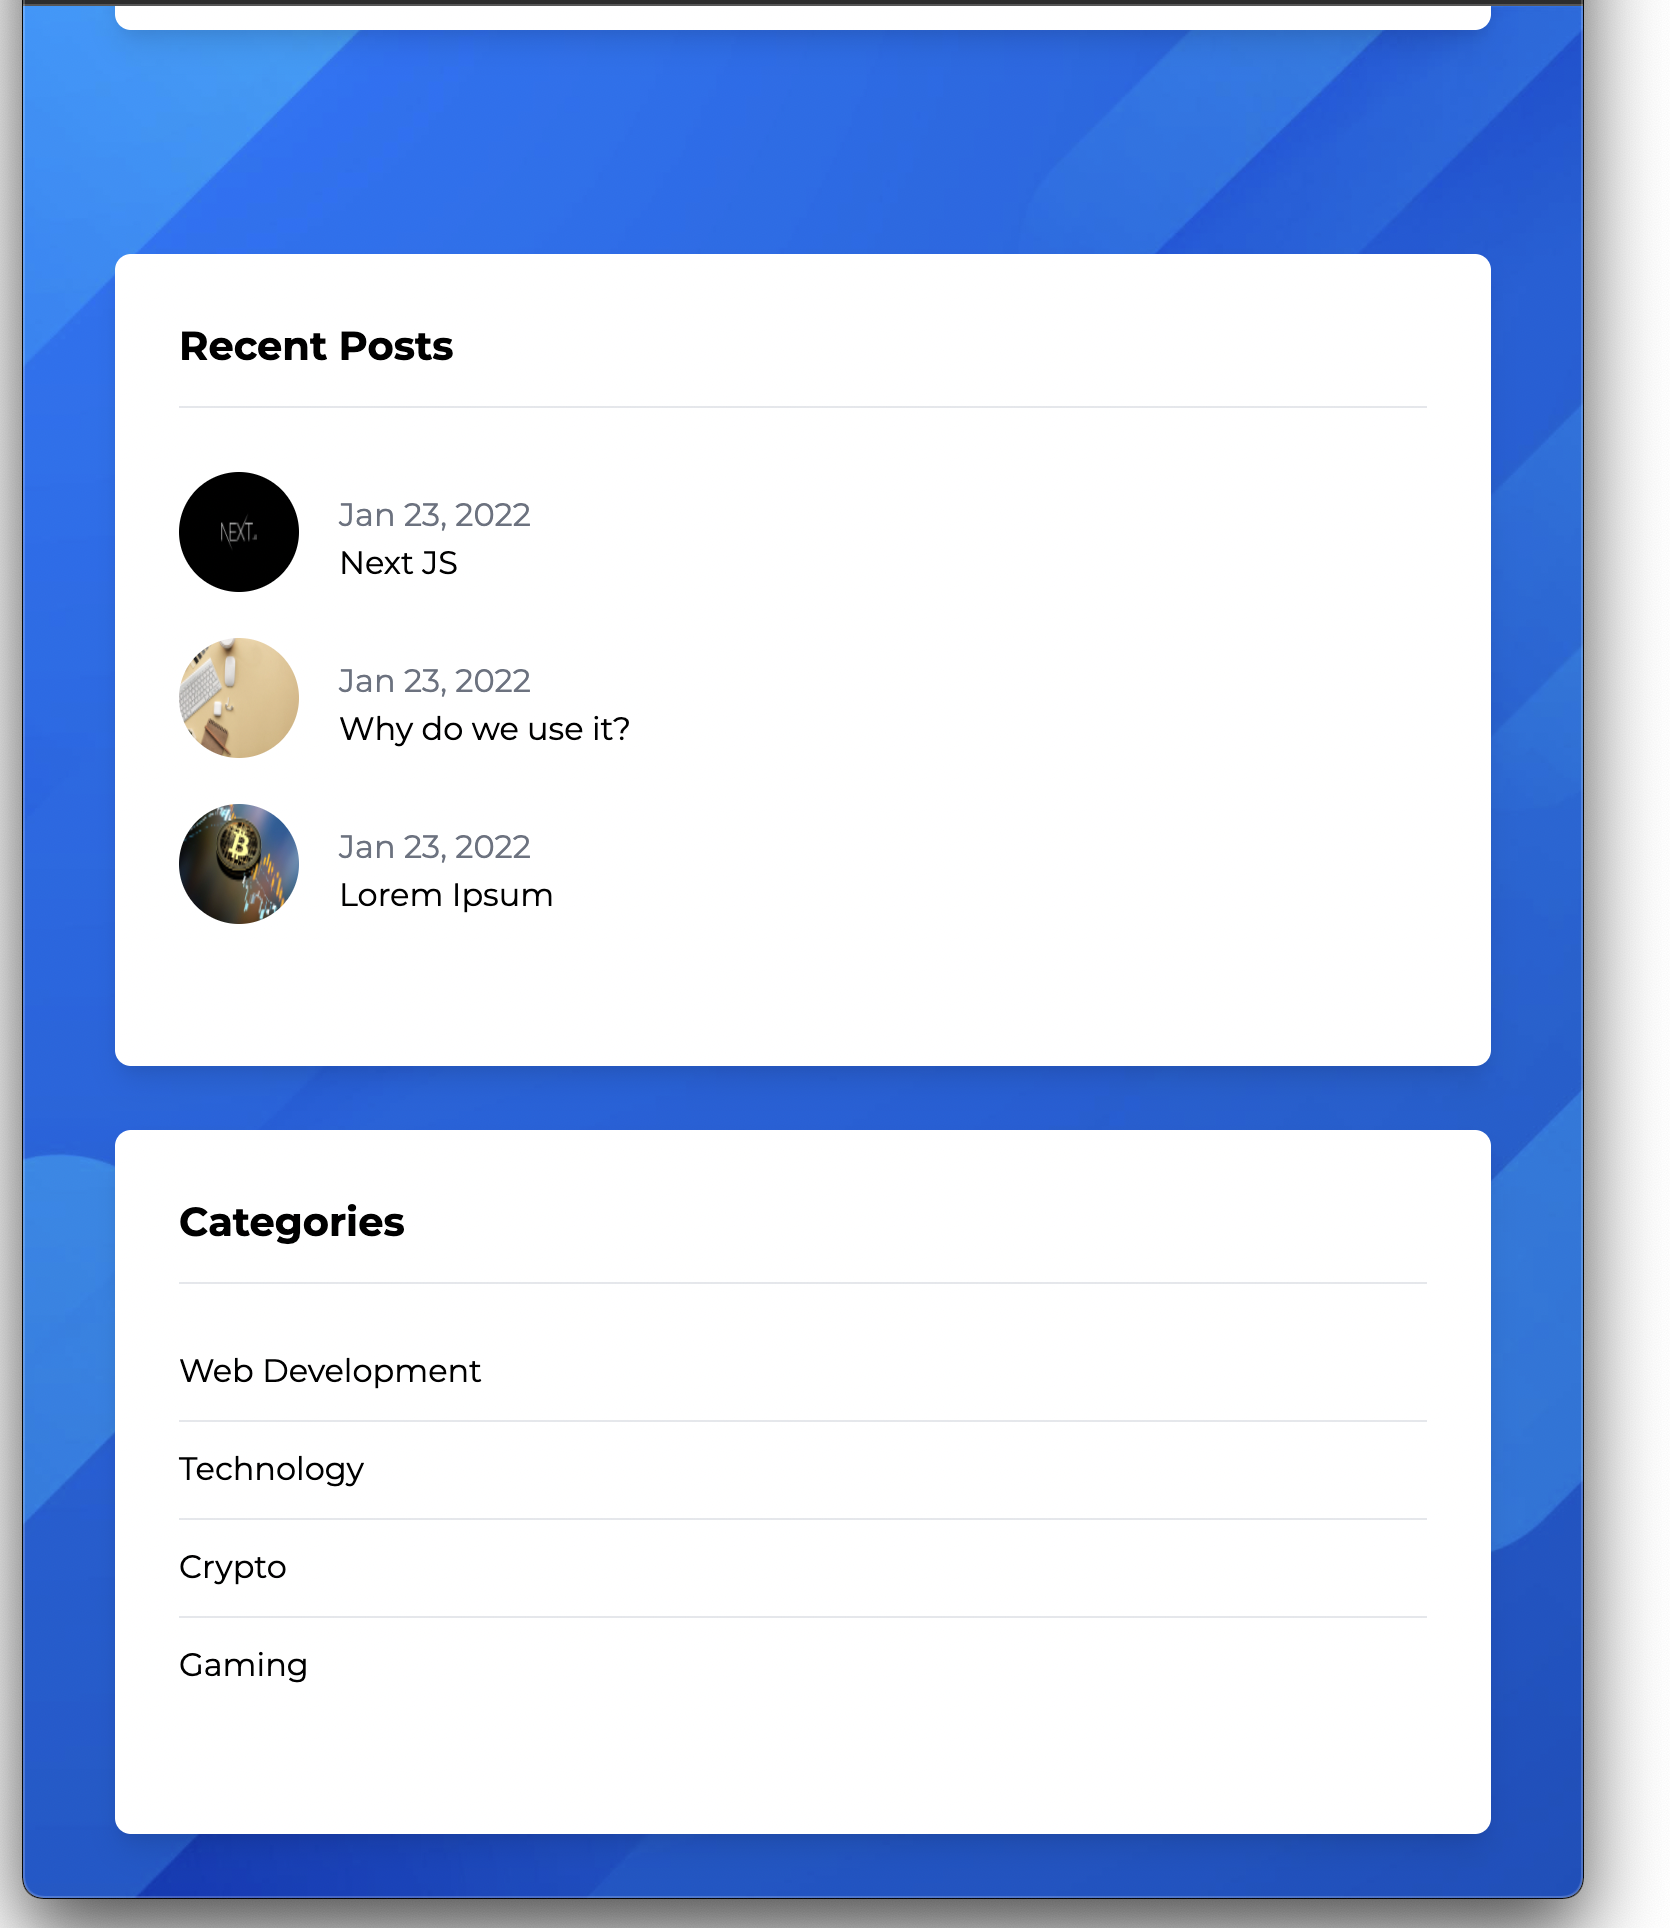 Recent Posts
NEXT.
Jan 23, 2022
Next JS
Jan 23, 2022
Why do we use it?
B
Jan 23, 2022
Lorem Ipsum
Categories
Web Development
Technology
Crypto
Gaming